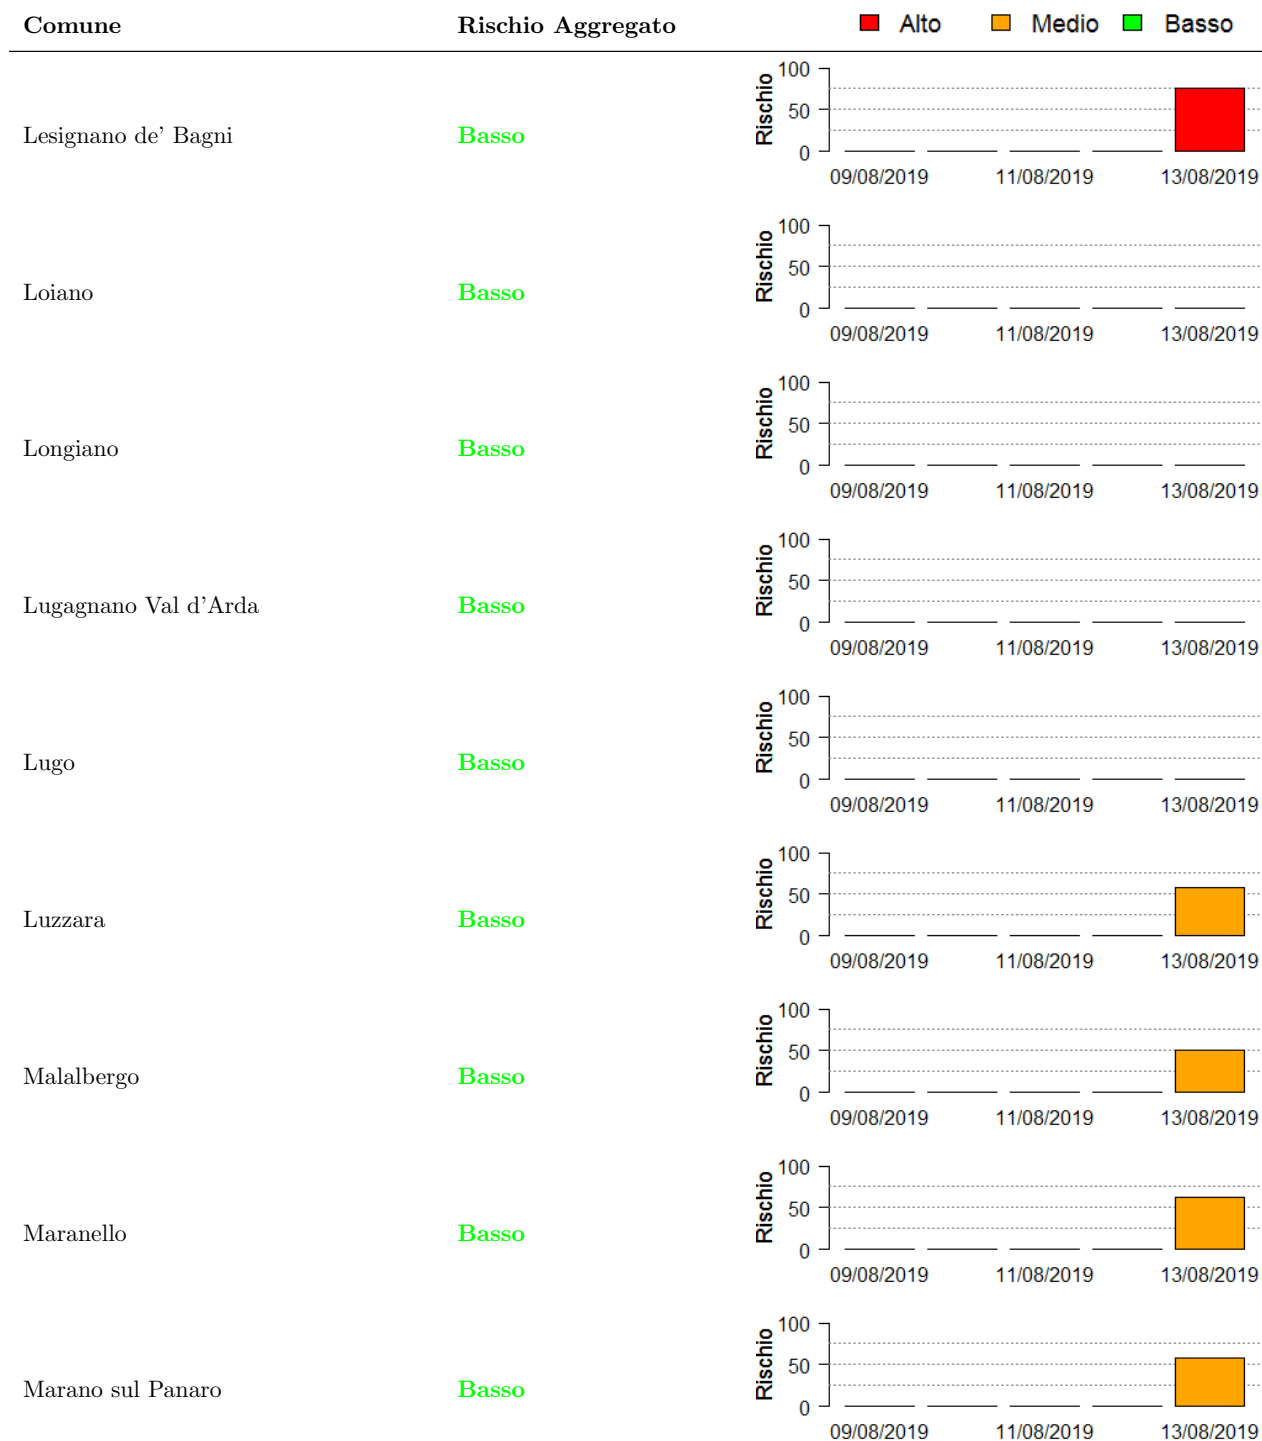 Comune Rischio Aggregato Alto Medio Basso
100
50
0
Rischio
Lesignano de' Bagni Basso
09/08/2019 11/08/2019 13/08/2019
100
50
0
Rischio
Loiano Basso
09/08/2019 11/08/2019 13/08/2019
100
50
0
Rischio
Longiano Basso
09/08/2019 11/08/2019 13/08/2019
100
50
0
Rischio
Lugagnano Val d'Arda Basso
09/08/2019 11/08/2019 13/08/2019
100
50
0
Rischio
Lugo Basso
09/08/2019 11/08/2019 13/08/2019
100
50
0
Rischio
Luzzara Basso
09/08/2019 11/08/2019 13/08/2019
100
50
0
Rischio
Malalbergo Basso
09/08/2019 11/08/2019 13/08/2019
100
50
0
Rischio
Maranello Basso
09/08/2019 11/08/2019 13/08/2019
100
50
0
Rischio
Marano sul Panaro Basso
09/08/2019 11/08/2019 13/08/2019